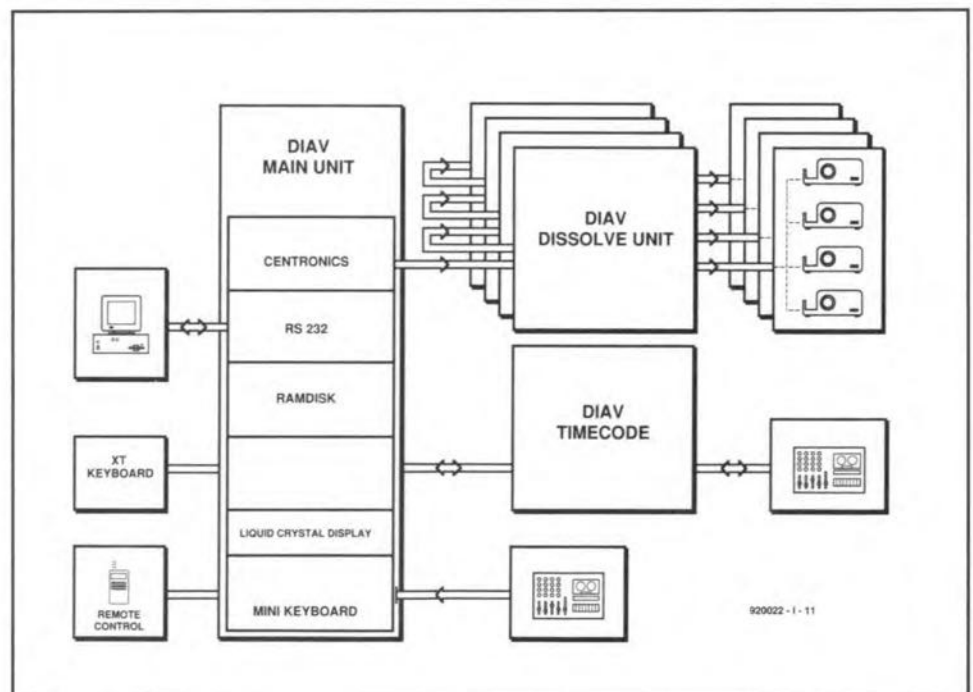 DIAV
MAIN UNIT
CENTRONICS
RS 232
RAMDISK
LIQUID CRYSTAL DISPLAY
MINI KEYBOARD
XT
KEYBOARD
REMOTE
CONTROL
DIAV
DISSOLVE UNIT
DIAV
TIMECODE
920022 - I - 11